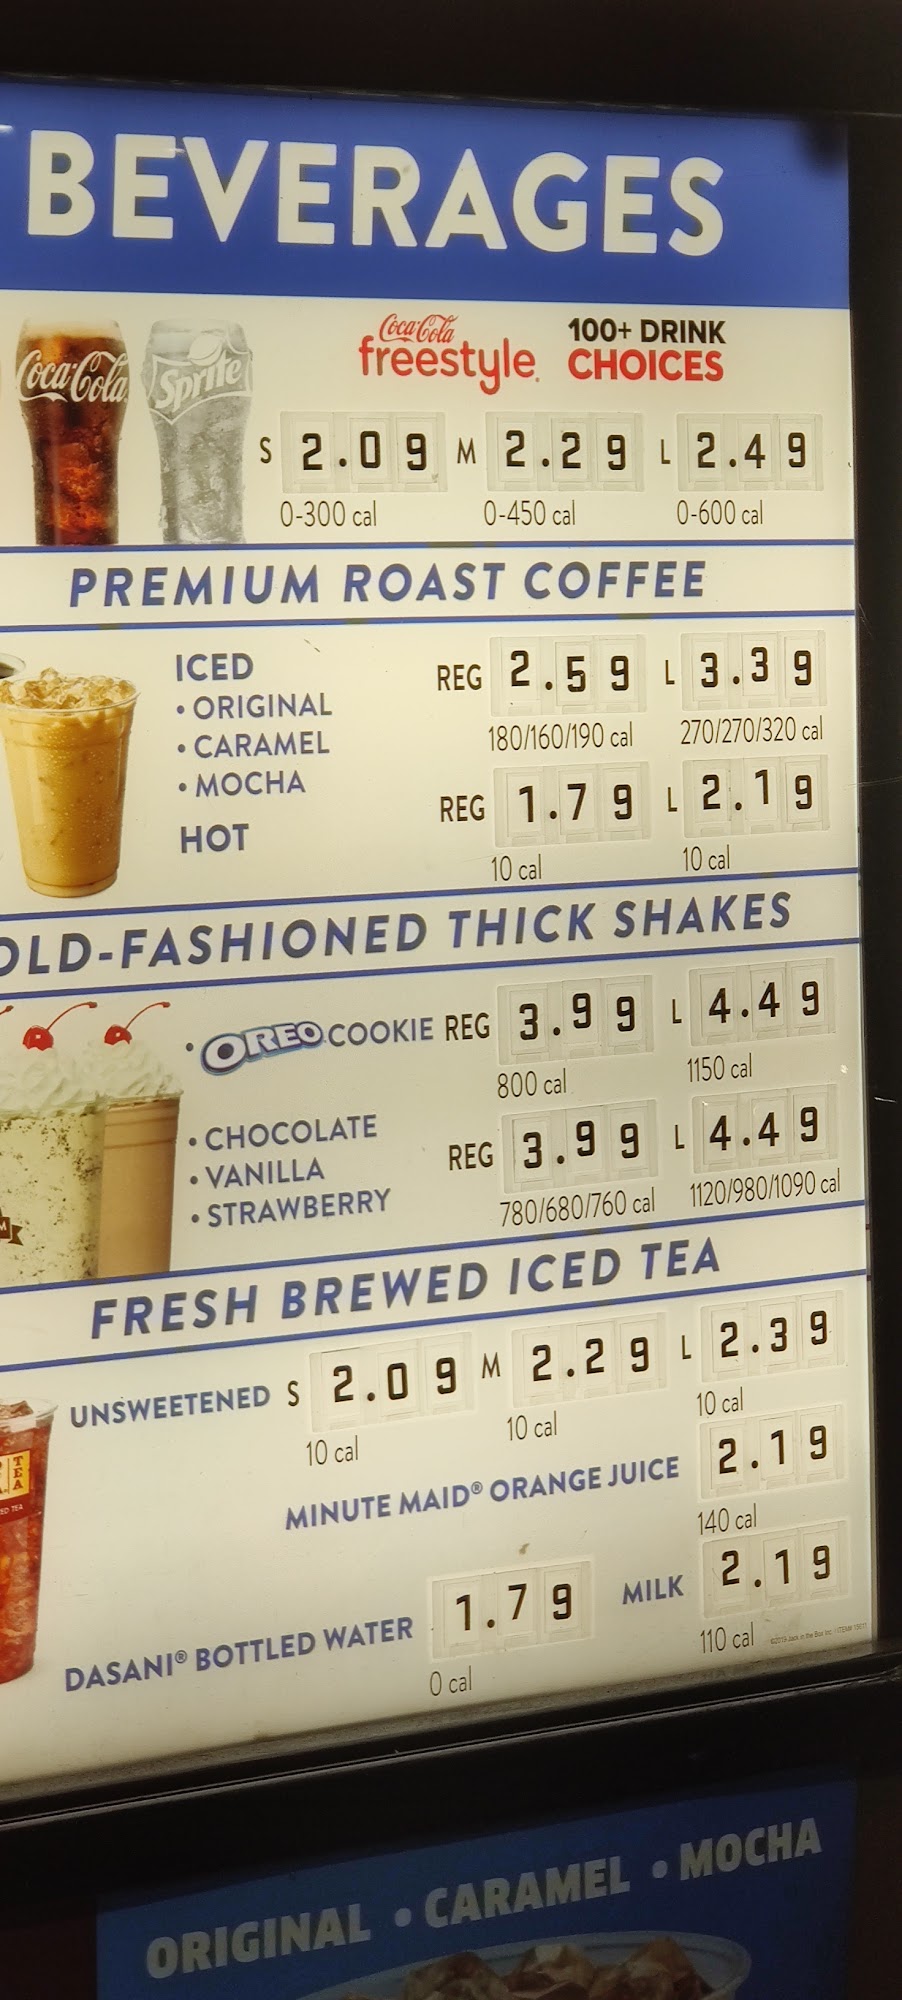 BEVERAGES
Coca-Cola Sprite
Coca-Cola freestyle 100+ DRINK CHOICES
S 2.09 M 2.29 L 2.49
0-300 cal 0-450 cal 0-600 cal
PREMIUM ROAST COFFEE
ICED REG 2.59 L 3.39
• ORIGINAL
180/160/190 cal 270/270/320 cal
• CARAMEL
• MOCHA
HOT REG 1.79 L 2.19
10 cal 10 cal
OLD-FASHIONED THICK SHAKES
• OREO COOKIE REG 3.99 L 4.49
800 cal 1150 cal
• CHOCOLATE
• VANILLA REG 3.99 L 4.49
• STRAWBERRY
780/680/760 cal 1120/980/1090 cal
FRESH BREWED ICED TEA
UNSWEETENED S 2.09 M 2.29 L 2.39
10 cal 10 cal 10 cal
TEA
MINUTE MAID® ORANGE JUICE 2.19
140 cal
DASANI® BOTTLED WATER 1.79 MILK 2.19
0 cal 110 cal
ORIGINAL • CARAMEL • MOCHA